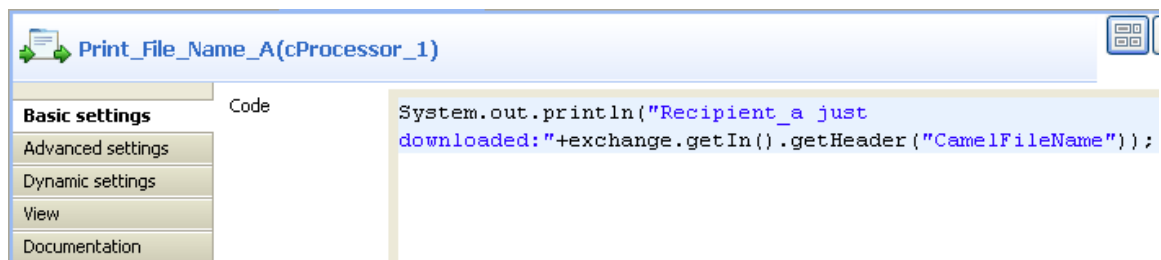 Print_File_Name_A(cProcessor_1)
Basic settings
Advanced settings
Dynamic settings
View
Documentation
Code
System.out.println("Recipient_a just
downloaded:"+exchange.getIn().getHeader("CamelFileName"));